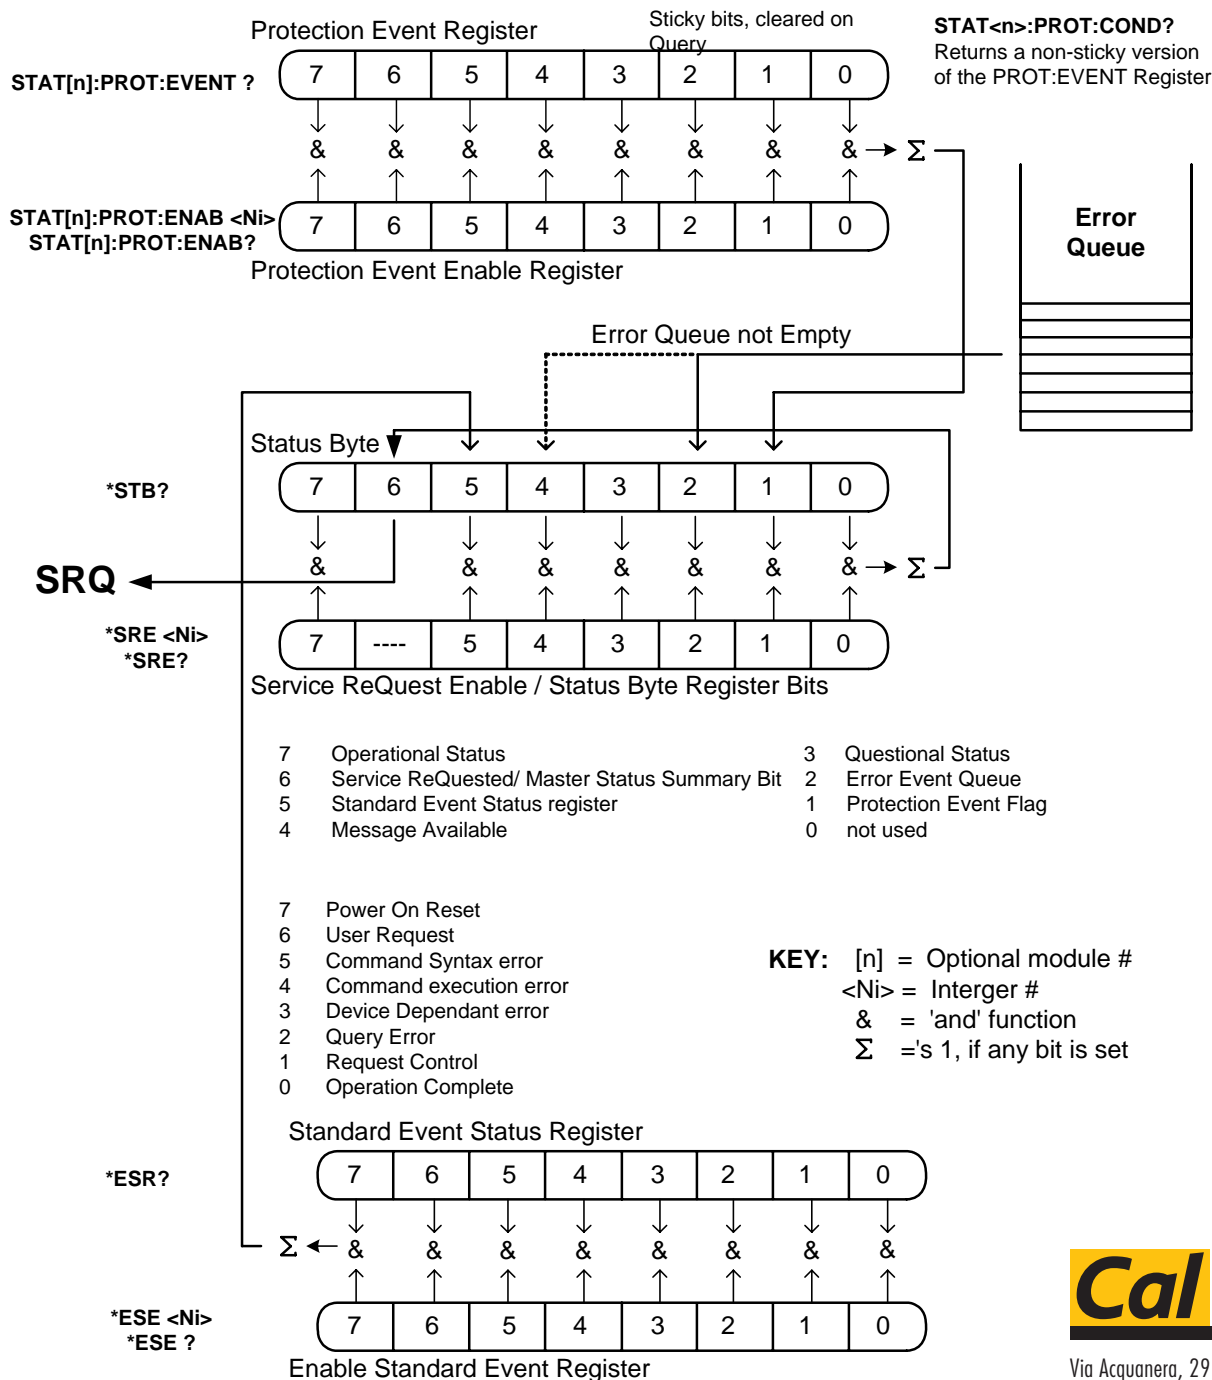 Protection Event Register
Sticky bits, cleared on
Query
STAT<n>:PROT:COND?
Returns a non-sticky version
of the PROT:EVENT Register
STAT[n]:PROT:EVENT ?
7 6 5 4 3 2 1 0
& & & & & & & & Σ
STAT[n]:PROT:ENAB <Ni>
STAT[n]:PROT:ENAB?
7 6 5 4 3 2 1 0
Protection Event Enable Register
Error
Queue
Error Queue not Empty
Status Byte
*STB?
7 6 5 4 3 2 1 0
& & & & & & & Σ
SRQ
*SRE <Ni>
*SRE?
7 ---- 5 4 3 2 1 0
Service ReQuest Enable / Status Byte Register Bits
7 Operational Status
6 Service ReQuested/ Master Status Summary Bit
5 Standard Event Status register
4 Message Available
3 Questional Status
2 Error Event Queue
1 Protection Event Flag
0 not used
7 Power On Reset
6 User Request
5 Command Syntax error
4 Command execution error
3 Device Dependant error
2 Query Error
1 Request Control
0 Operation Complete
KEY: [n] = Optional module #
<Ni> = Interger #
& = 'and' function
Σ ='s 1, if any bit is set
Standard Event Status Register
*ESR?
7 6 5 4 3 2 1 0
Σ & & & & & & & &
*ESE <Ni>
*ESE ?
7 6 5 4 3 2 1 0
Enable Standard Event Register
Cal
Via Acquanera, 29